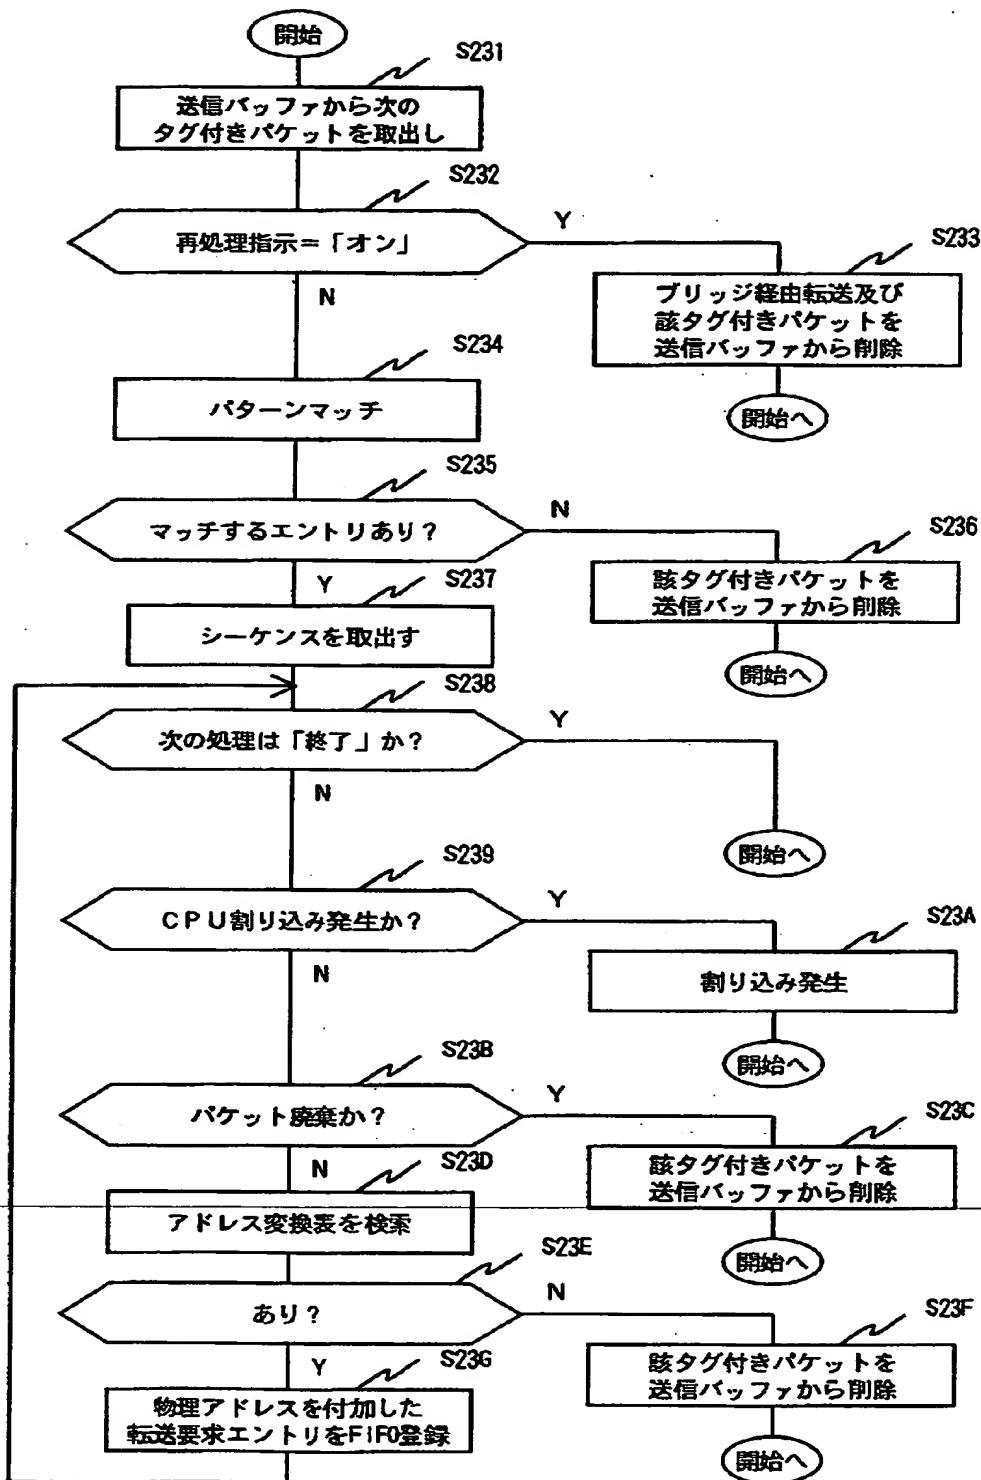 開始
S231
送信バッファから次の
タグ付きパケットを取出し
S232
再処理指示＝「オン」
Y
N
S233
ブリッジ経由転送及び
該タグ付きパケットを
送信バッファから削除
開始へ
S234
パターンマッチ
S235
マッチするエントリあり？
N
Y
S236
該タグ付きパケットを
送信バッファから削除
開始へ
S237
シーケンスを取出す
S238
次の処理は「終了」か？
Y
N
開始へ
S239
CPU割り込み発生か？
Y
N
S23A
割り込み発生
開始へ
S23B
パケット廃棄か？
Y
N
S23C
該タグ付きパケットを
送信バッファから削除
開始へ
S23D
アドレス変換表を検索
S23E
あり？
N
Y
S23F
該タグ付きパケットを
送信バッファから削除
開始へ
S23G
物理アドレスを付加した
転送要求エントリをFIFO登録